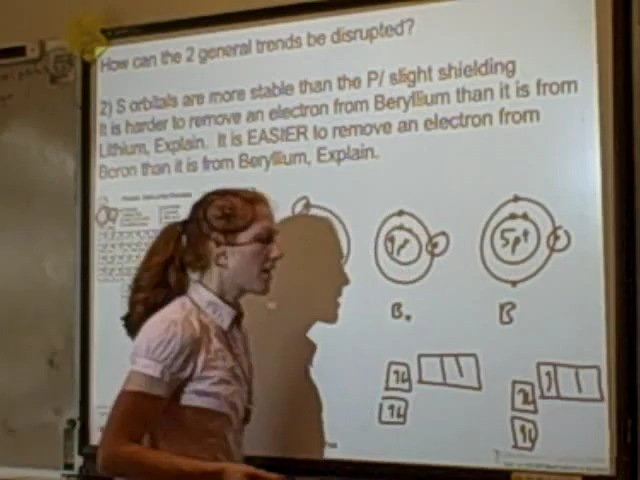 How can the 2 general trends be disrupted?
2) S orbitals are more stable than the P/ slight shielding
It is harder to remove an electron from Beryllium than it is from
Lithium, Explain. It is EASIER to remove an electron from
Boron than it is from Beryllium, Explain.
5p+
B